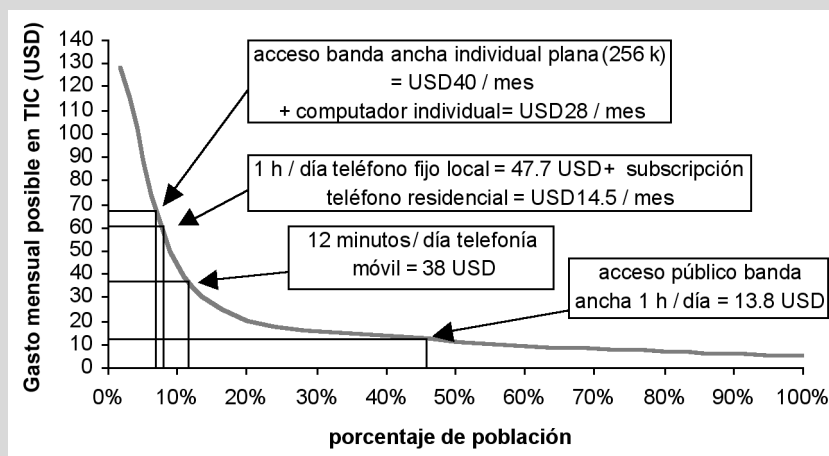 Gasto mensual posible en TIC (USD)
140
130
120
110
100
90
80
70
60
50
40
30
20
10
0
acceso banda ancha individual plana (256 k)
= USD40 / mes
+ computador individual= USD28 / mes
1 h / día teléfono fijo local = 47.7 USD+ subscripción
teléfono residencial = USD14.5 / mes
12 minutos / día telefonía
móvil = 38 USD
acceso público banda
ancha 1 h / día = 13.8 USD
0% 10% 20% 30% 40% 50% 60% 70% 80% 90% 100%
porcentaje de población